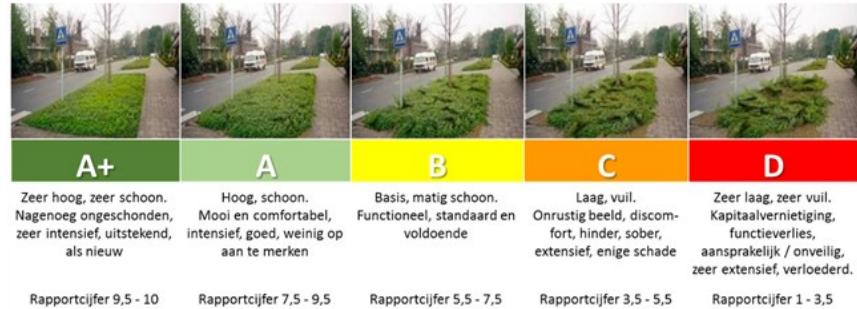 A+
Zeer hoog, zeer schoon.
Nagenoeg ongeschonden,
zeer intensief, uitstekend,
als nieuw
Rapportcijfer 9,5 - 10
A
Hoog, schoon.
Mooi en comfortabel,
intensief, goed, weinig op
aan te merken
Rapportcijfer 7,5 - 9,5
B
Basis, matig schoon.
Functioneel, standaard en
voldoende
Rapportcijfer 5,5 - 7,5
C
Laag, vuil.
Onrustig beeld, discom-
fort, hinder, sober,
extensief, enige schade
Rapportcijfer 3,5 - 5,5
D
Zeer laag, zeer vuil.
Kapitaalvernietiging,
functieverlies,
aansprakelijk / onveilig,
zeer extensief, verloederd.
Rapportcijfer 1 - 3,5